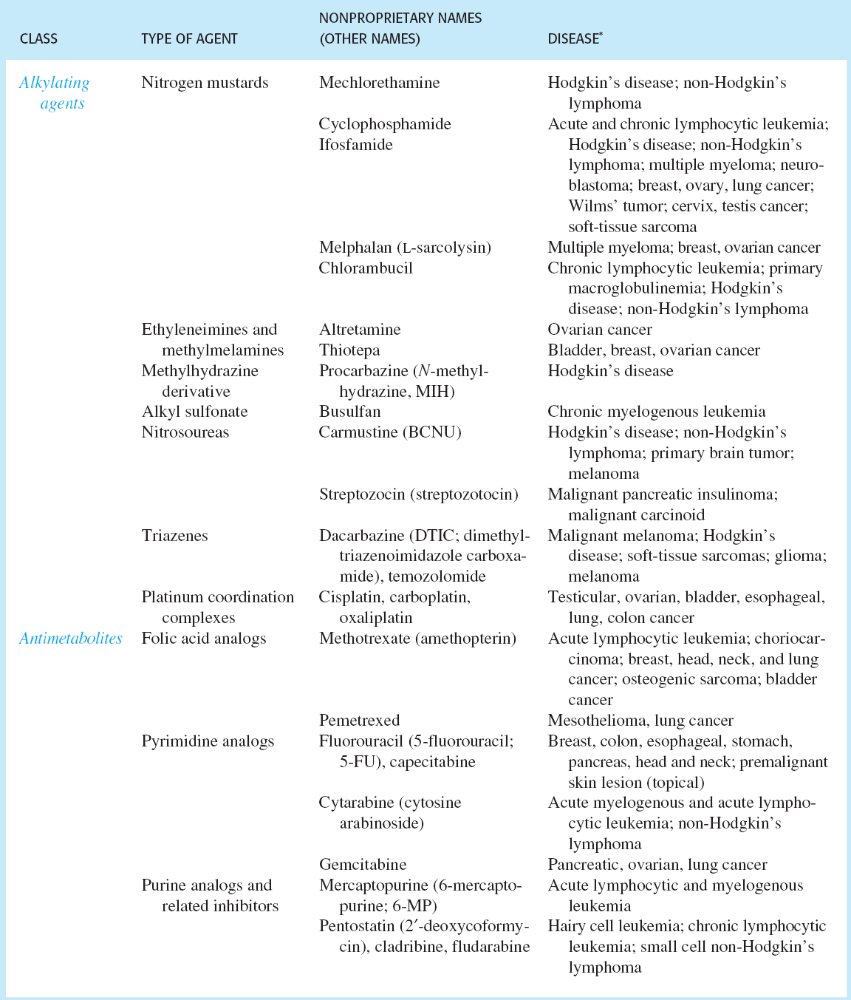 NONPROPRIETARY NAMES
CLASS TYPE OF AGENT (OTHER NAMES) DISEASE*
Alkylating Nitrogen mustards Mechlorethamine Hodgkin’s disease; non-Hodgkin’s
agents lymphoma
Cyclophosphamide Acute and chronic lymphocytic leukemia;
Ifosfamide Hodgkin’s disease; non-Hodgkin’s
lymphoma; multiple myeloma; neuro-
blastoma; breast, ovary, lung cancer;
Wilms’ tumor; cervix, testis cancer;
soft-tissue sarcoma
Melphalan (L-sarcolysin) Multiple myeloma; breast, ovarian cancer
Chlorambucil Chronic lymphocytic leukemia; primary
macroglobulinemia; Hodgkin’s
disease; non-Hodgkin’s lymphoma
Ethyleneimines and Altretamine Ovarian cancer
methylmelamines Thiotepa Bladder, breast, ovarian cancer
Methylhydrazine Procarbazine (N-methyl- Hodgkin’s disease
derivative hydrazine, MIH)
Alkyl sulfonate Busulfan Chronic myelogenous leukemia
Nitrosoureas Carmustine (BCNU) Hodgkin’s disease; non-Hodgkin’s
lymphoma; primary brain tumor;
melanoma
Streptozocin (streptozotocin) Malignant pancreatic insulinoma;
malignant carcinoid
Triazenes Dacarbazine (DTIC; dimethyl- Malignant melanoma; Hodgkin’s
triazenoimidazole carboxa- disease; soft-tissue sarcomas; glioma;
mide), temozolomide melanoma
Platinum coordination Cisplatin, carboplatin, Testicular, ovarian, bladder, esophageal,
complexes oxaliplatin lung, colon cancer
Antimetabolites Folic acid analogs Methotrexate (amethopterin) Acute lymphocytic leukemia; choriocar-
cinoma; breast, head, neck, and lung
cancer; osteogenic sarcoma; bladder
cancer
Pemetrexed Mesothelioma, lung cancer
Pyrimidine analogs Fluorouracil (5-fluorouracil; Breast, colon, esophageal, stomach,
5-FU), capecitabine pancreas, head and neck; premalignant
skin lesion (topical)
Cytarabine (cytosine Acute myelogenous and acute lympho-
arabinoside) cytic leukemia; non-Hodgkin’s
lymphoma
Gemcitabine Pancreatic, ovarian, lung cancer
Purine analogs and Mercaptopurine (6-mercapto- Acute lymphocytic and myelogenous
related inhibitors purine; 6-MP) leukemia
Pentostatin (2′-deoxycoformy- Hairy cell leukemia; chronic lymphocytic
cin), cladribine, fludarabine leukemia; small cell non-Hodgkin’s
lymphoma